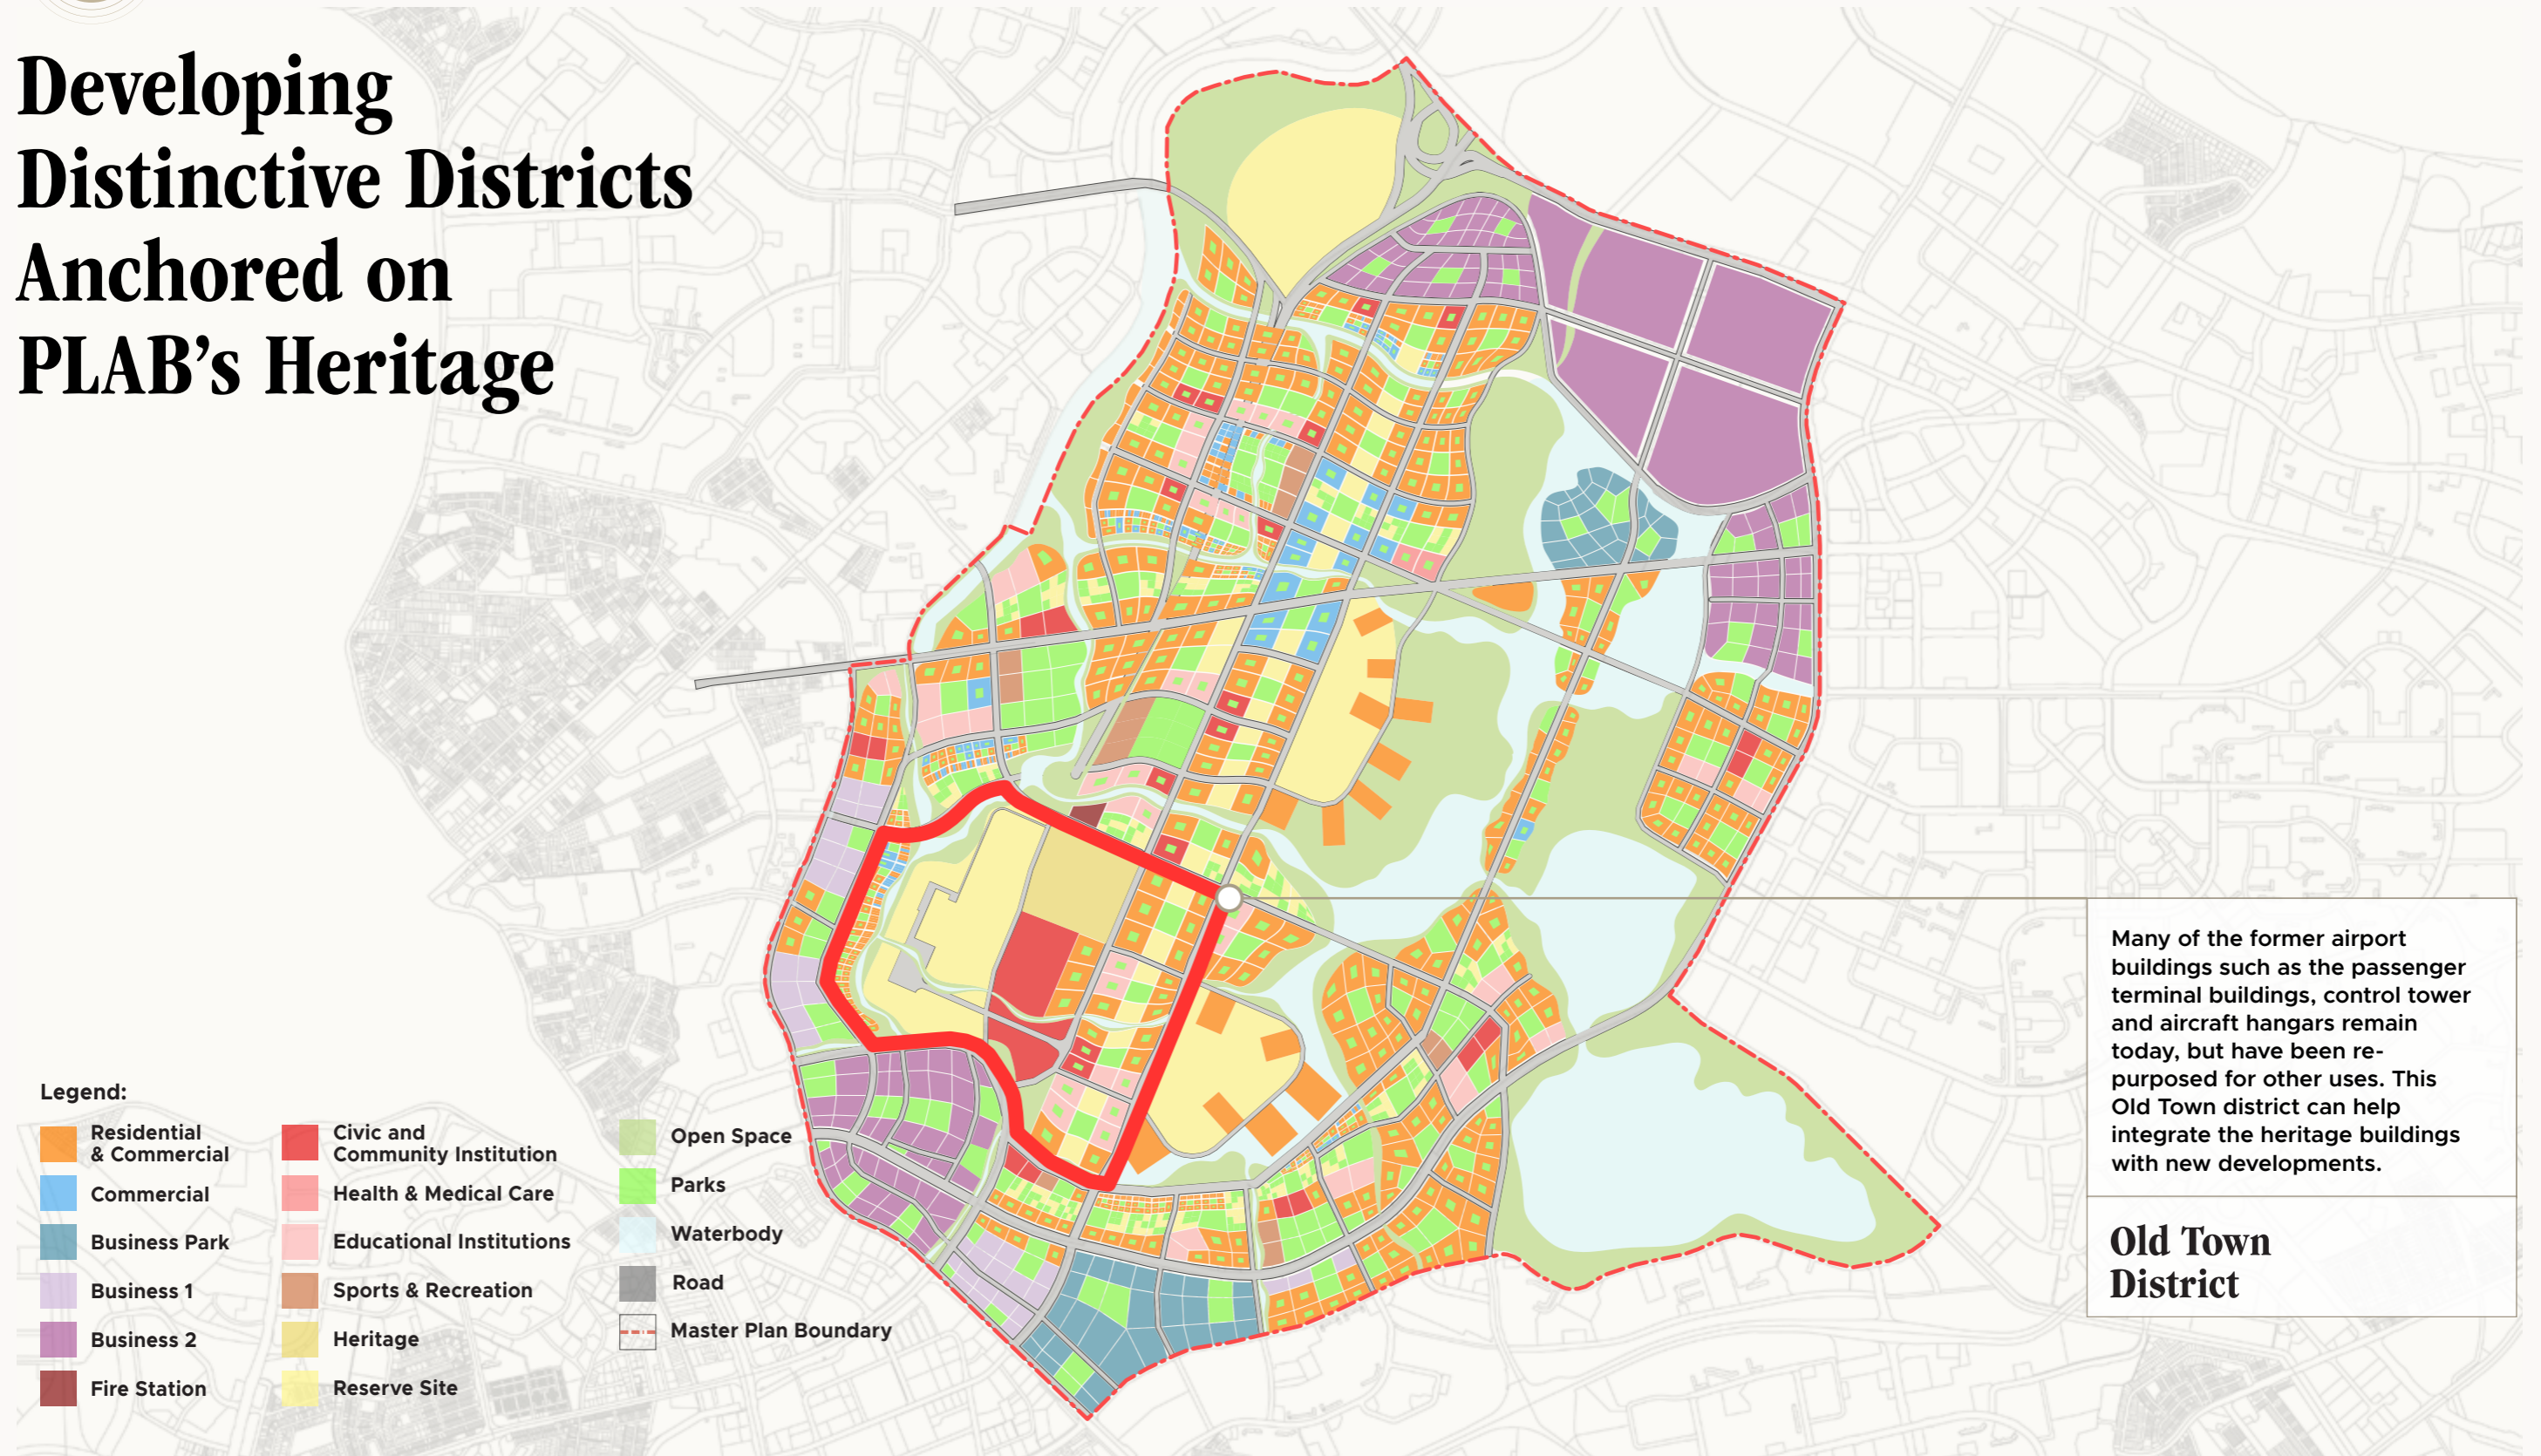 Developing
Distinctive Districts
Anchored on
PLAB’s Heritage
Many of the former airport
buildings such as the passenger
terminal buildings, control tower
and aircraft hangars remain
today, but have been re-
purposed for other uses. This
Old Town district can help
integrate the heritage buildings
with new developments.
Old Town
District
Legend:
Residential
& Commercial
Commercial
Business Park
Business 1
Business 2
Fire Station
Civic and
Community Institution
Health & Medical Care
Educational Institutions
Sports & Recreation
Heritage
Reserve Site
Open Space
Parks
Waterbody
Road
Master Plan Boundary